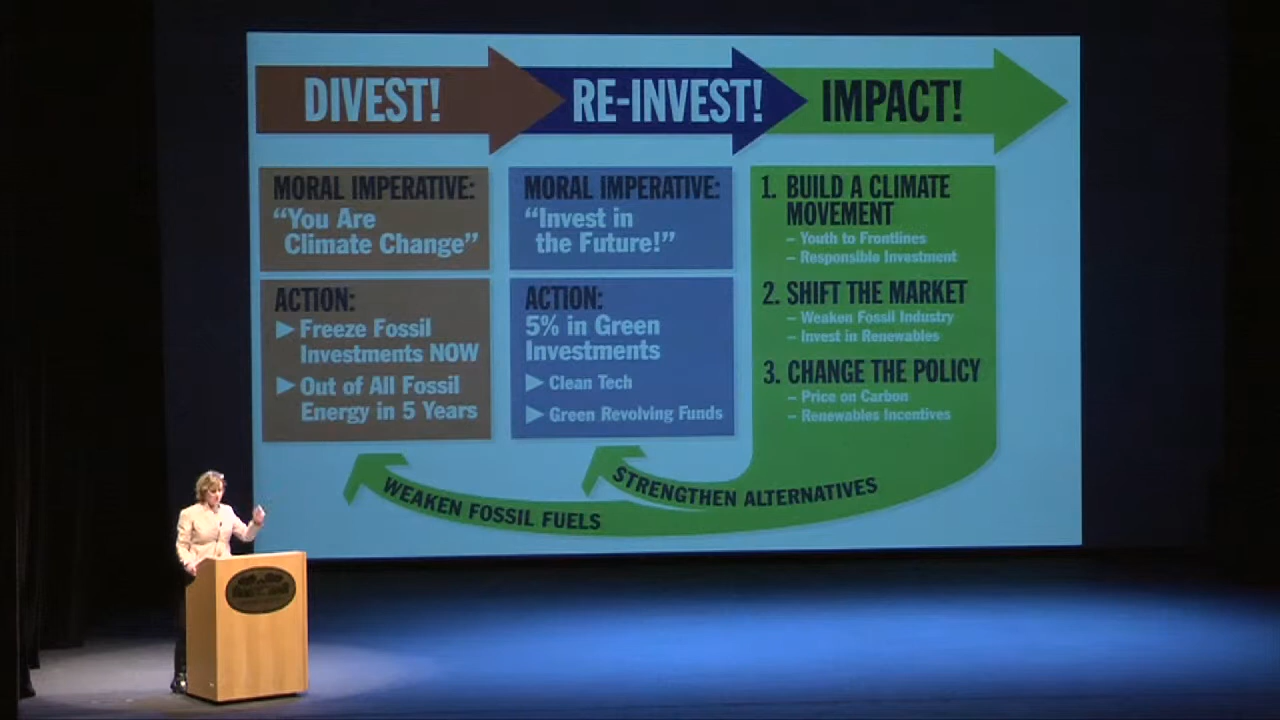 DIVEST!
RE-INVEST!
IMPACT!
MORAL IMPERATIVE:
“You Are
Climate Change”
ACTION:
▶ Freeze Fossil
Investments NOW
▶ Out of All Fossil
Energy in 5 Years
MORAL IMPERATIVE:
“Invest in
the Future!”
ACTION:
5% in Green
Investments
▶ Clean Tech
▶ Green Revolving Funds
1. BUILD A CLIMATE
MOVEMENT
– Youth to Frontlines
– Responsible Investment
2. SHIFT THE MARKET
– Weaken Fossil Industry
– Invest in Renewables
3. CHANGE THE POLICY
– Price on Carbon
– Renewables Incentives
WEAKEN FOSSIL FUELS
STRENGTHEN ALTERNATIVES